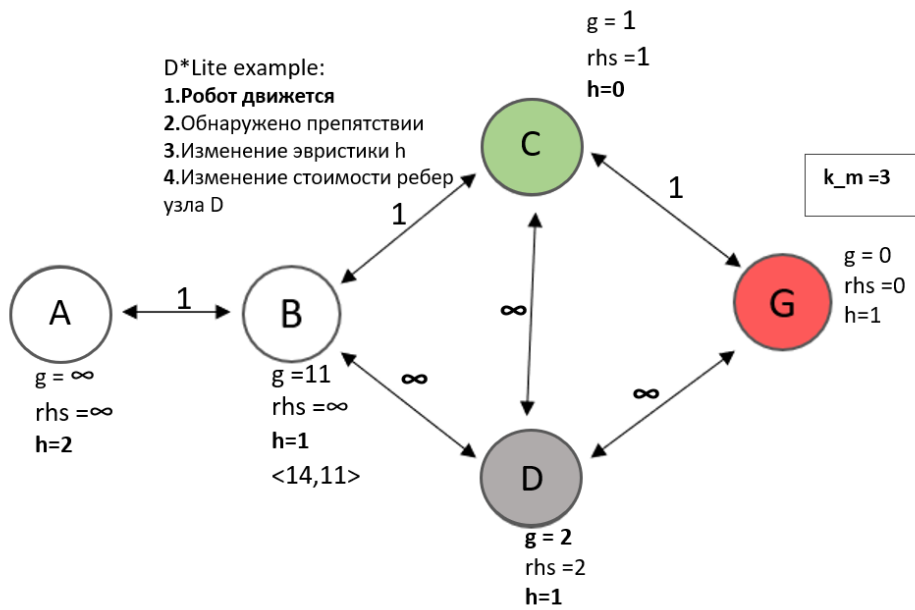 g = 1
rhs =1
h=0
D*Lite example:
1.Робот движется
2.Обнаружено препятствии
3.Изменение эвристики h
4.Изменение стоимости ребер
узла D
C
k_m =3
1
1
g = 0
rhs =0
h=1
A
1
B
∞
G
g = ∞
rhs =∞
h=2
g =11
rhs =∞
h=1
<14,11>
∞
∞
D
g = 2
rhs =2
h=1